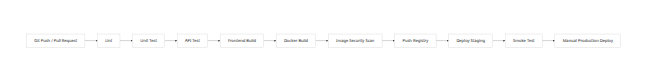 Git Push / Pull Request
Lint
Unit Test
API Test
Frontend Build
Docker Build
Image Security Scan
Push Registry
Deploy Staging
Smoke Test
Manual Production Deploy